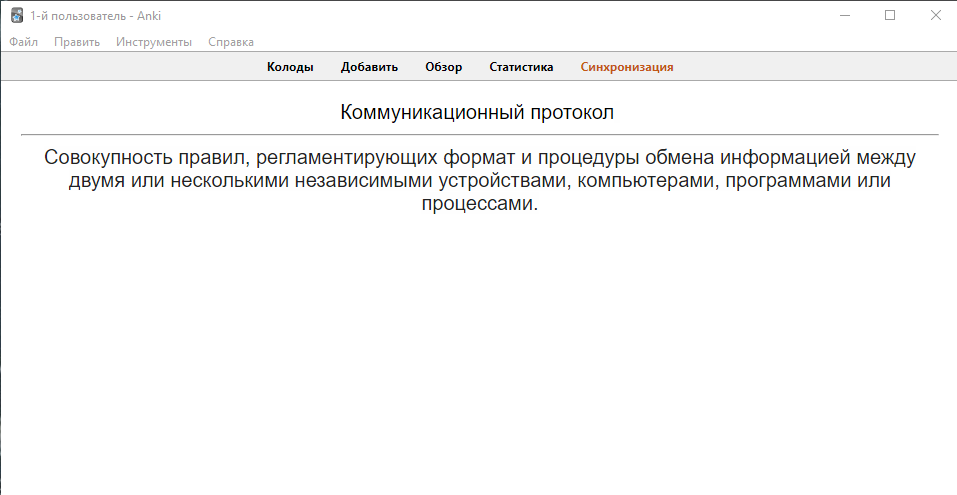 1-й пользователь - Anki
Файл Править Инструменты Справка
Колоды Добавить Обзор Статистика Синхронизация
Коммуникационный протокол
Совокупность правил, регламентирующих формат и процедуры обмена информацией между
двумя или несколькими независимыми устройствами, компьютерами, программами или
процессами.